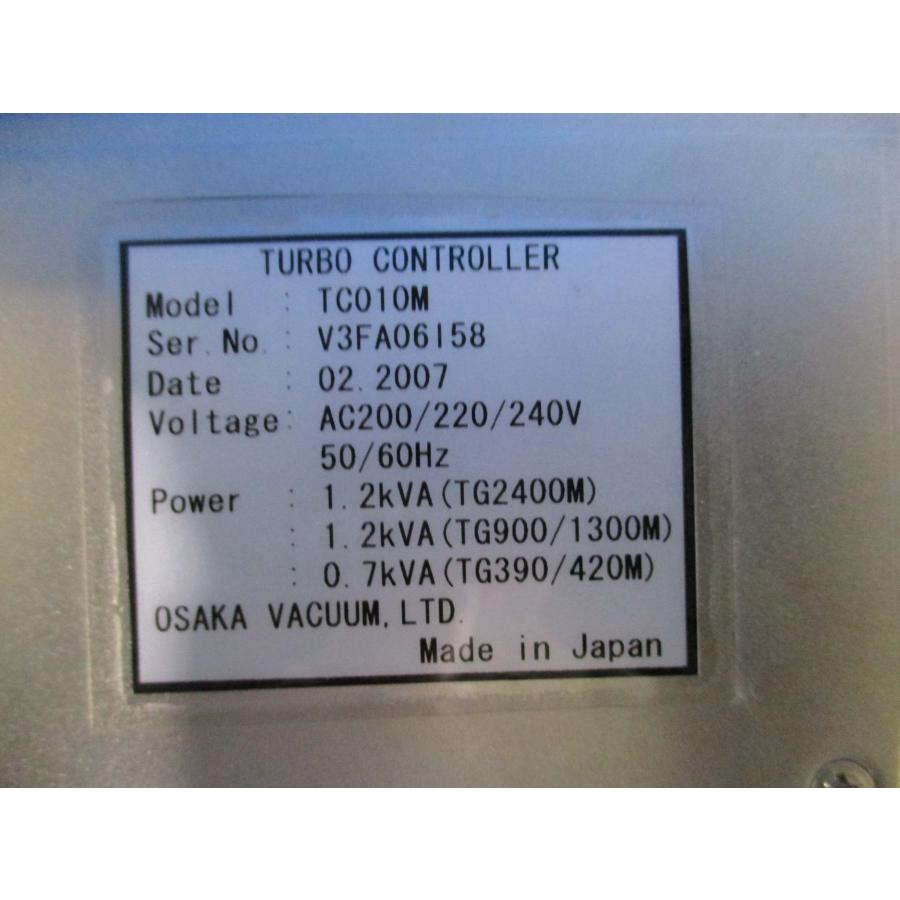 TURBO CONTROLLER
Model : TC010M
Ser.No. : V3FA06I58
Date : 02.2007
Voltage: AC200/220/240V
50/60Hz
Power : 1.2kVA(TG2400M)
: 1.2kVA(TG900/1300M)
: 0.7kVA(TG390/420M)
OSAKA VACUUM,LTD.
Made in Japan